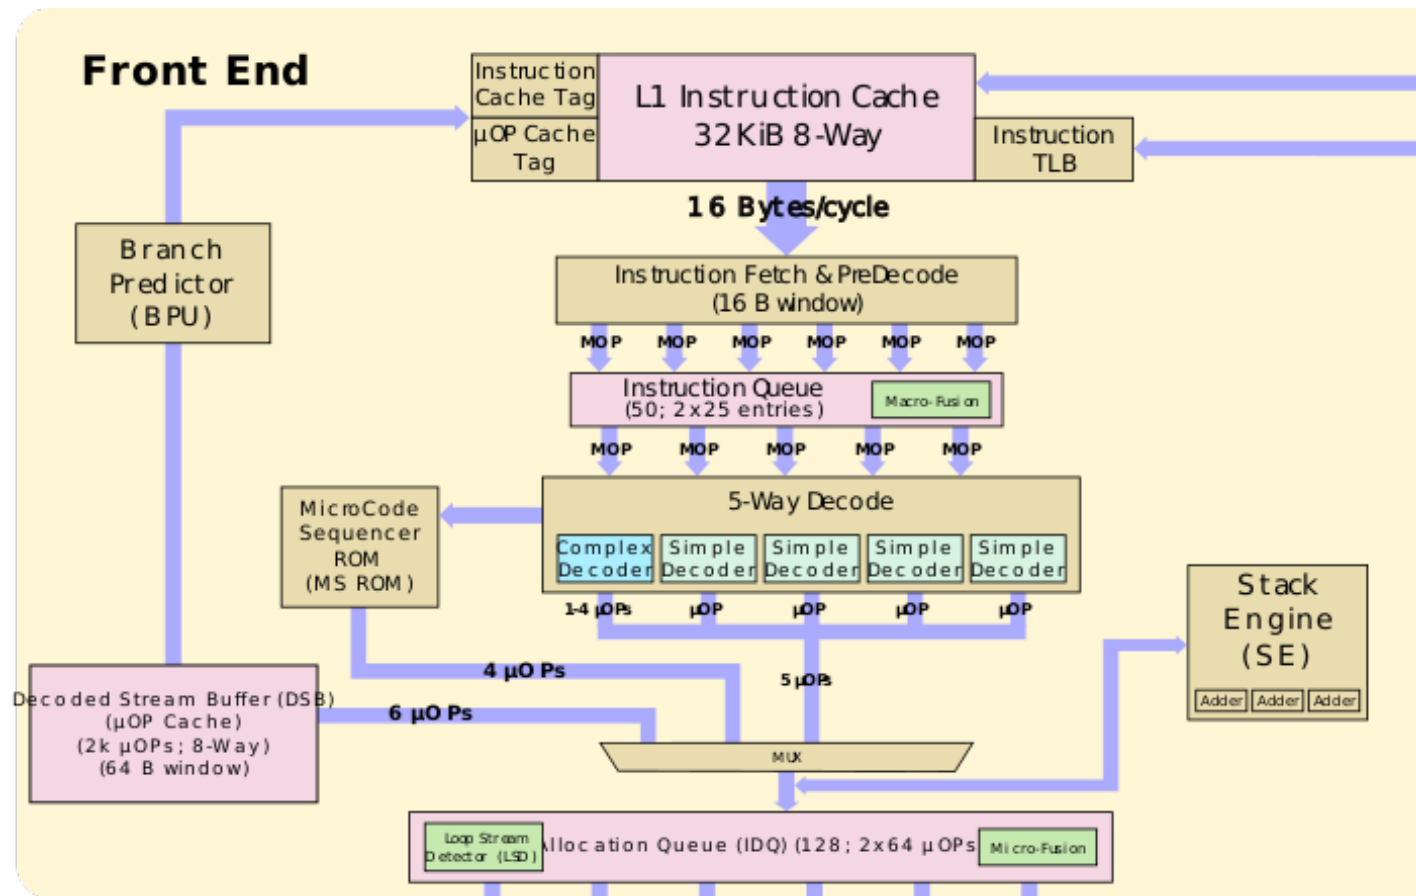 Front End
Instruction
Cache Tag
µOP Cache
Tag
L1 Instruction Cache
32KiB 8-Way
Instruction
TLB
16 Bytes/cycle
Branch
Predictor
(BPU)
Instruction Fetch & PreDecode
(16 B window)
MOP MOP MOP MOP MOP MOP
Instruction Queue
(50; 2x25 entries)
Macro-Fusion
MOP MOP MOP MOP MOP
MicroCode
Sequencer
ROM
(MS ROM)
5-Way Decode
Complex
Decoder
Simple
Decoder
Simple
Decoder
Simple
Decoder
Simple
Decoder
1-4 µOPs µOP µOP µOP µOP
Stack
Engine
(SE)
Adder Adder Adder
4 µOPs
5 µOPs
6 µOPs
Decoded Stream Buffer (DSB)
(µOP Cache)
(2k µOPs; 8-Way)
(64 B window)
MUX
Loop Stream
Detector (LSD)
Allocation Queue (IDQ) (128; 2x64 µOPs
Micro-Fusion